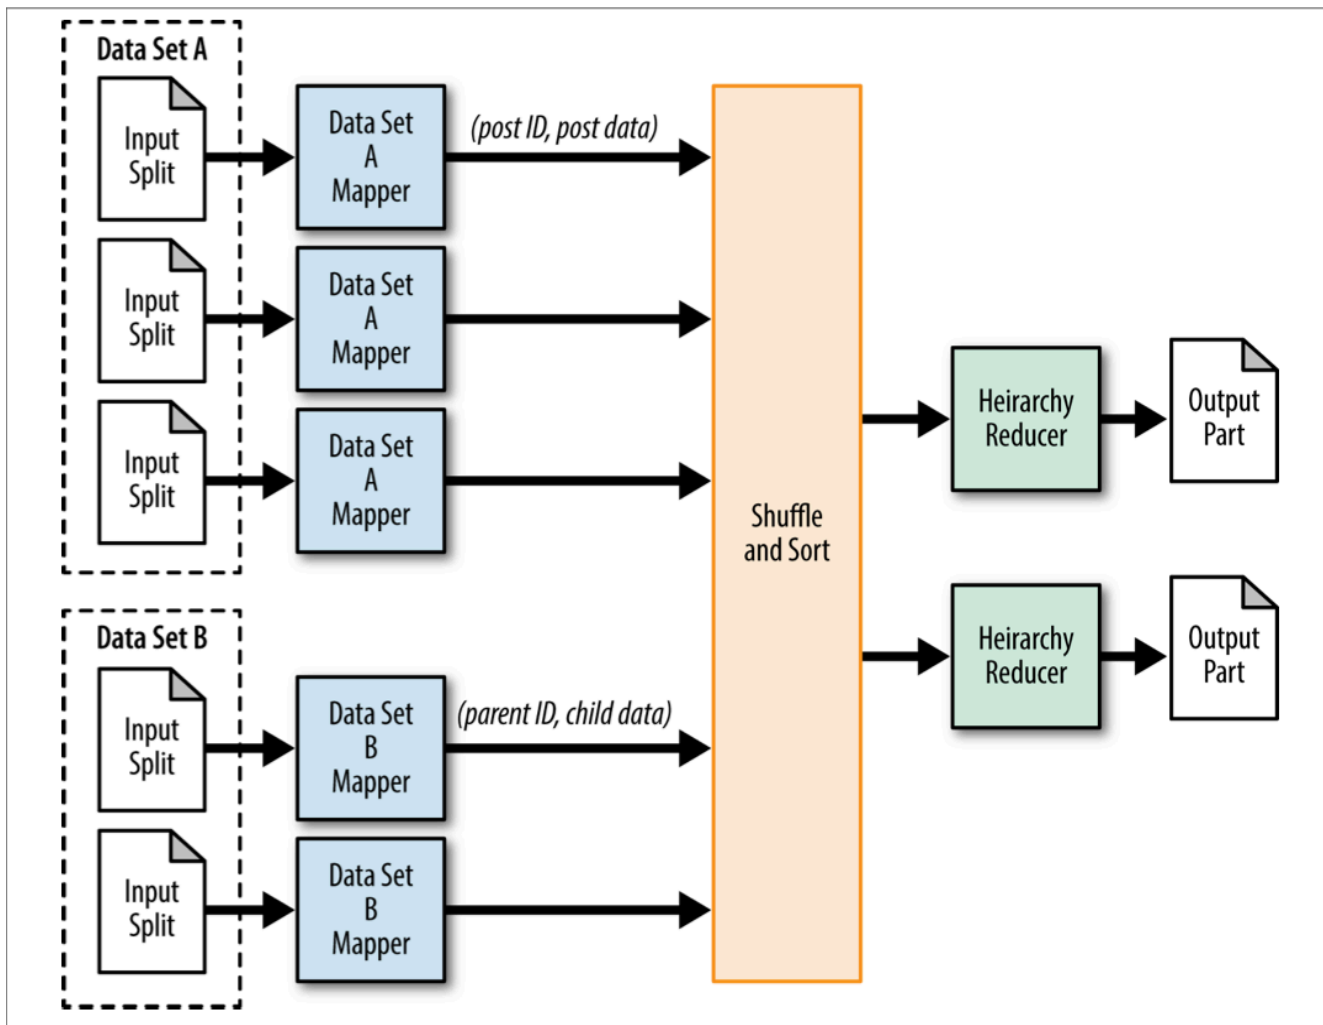 Data Set A
Input
Split
Data Set
A
Mapper
(post ID, post data)
Input
Split
Data Set
A
Mapper
Input
Split
Data Set
A
Mapper
Shuffle
and Sort
Heirarchy
Reducer
Output
Part
Heirarchy
Reducer
Output
Part
Data Set B
Input
Split
Data Set
B
Mapper
(parent ID, child data)
Input
Split
Data Set
B
Mapper